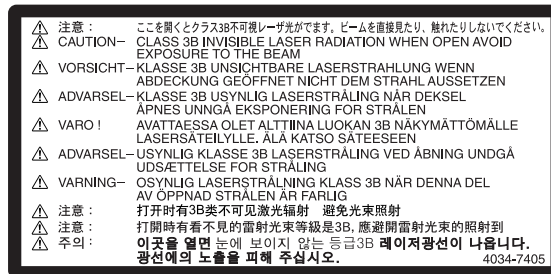 ⚠ 注意： ここを開くとクラス3B不可視レーザ光がでます。ビームを直接見たり、触れたりしないでください。
⚠ CAUTION– CLASS 3B INVISIBLE LASER RADIATION WHEN OPEN AVOID
EXPOSURE TO THE BEAM
⚠ VORSICHT– KLASSE 3B UNSICHTBARE LASERSTRAHLUNG WENN
ABDECKUNG GEÖFFNET NICHT DEM STRAHL AUSSETZEN
⚠ ADVARSEL– KLASSE 3B USYNLIG LASERSTRÅLING NÅR DEKSEL
ÅPNES UNNGÅ EKSPONERING FOR STRÅLEN
⚠ VARO ! AVATTAESSA OLET ALTTIINA LUOKAN 3B NÄKYMÄTTÖMÄLLE
LASERSÄTEILYLLE. ÄLÄ KATSO SÄTEESEEN
⚠ ADVARSEL– USYNLIG KLASSE 3B LASERSTRÅLING VED ÅBNING UNDGÅ
UDSÆTTELSE FOR STRÅLING
⚠ VARNING– OSYNLIG LASERSTRÅLNING KLASS 3B NÄR DENNA DEL
AV ÖPPNAD STRÅLEN ÄR FARLIG
⚠ 注意： 打开时有3B类不可见激光辐射 避免光束照射
⚠ 注意： 打開時有看不見的雷射光束等級是3B, 應避開雷射光束的照射到
⚠ 주의 : 이곳을 열면 눈에 보이지 않는 등급3B 레이저광선이 나옵니다.
광선에의 노출을 피해 주십시오. 4034-7405